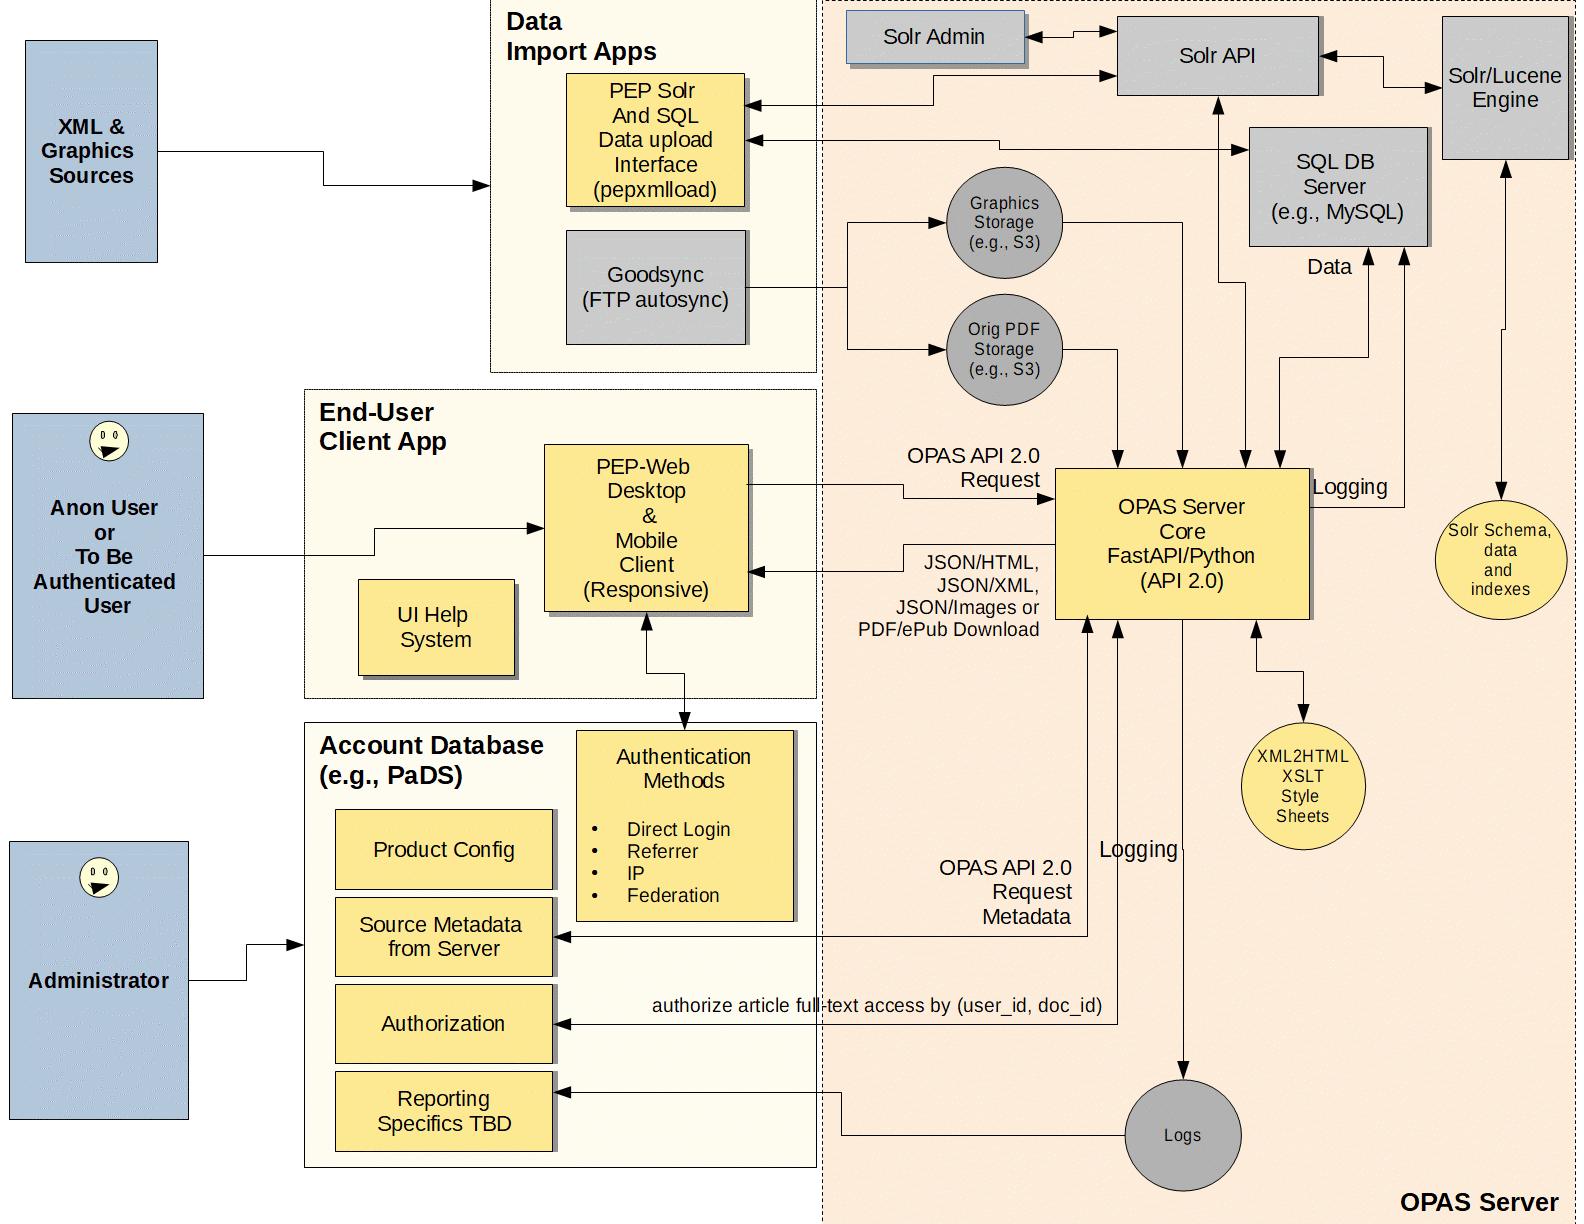 Data
Import Apps
XML &
Graphics
Sources
PEP Solr
And SQL
Data upload
Interface
(pepxmlload)
Goodsync
(FTP autosync)
Solr Admin
Solr API
Solr/Lucene
Engine
SQL DB
Server
(e.g., MySQL)
Graphics
Storage
(e.g., S3)
Orig PDF
Storage
(e.g., S3)
Data
End-User
Client App
Anon User
or
To Be
Authenticated
User
PEP-Web
Desktop
&
Mobile
Client
(Responsive)
UI Help
System
OPAS API 2.0
Request
JSON/HTML,
JSON/XML,
JSON/Images or
PDF/ePub Download
OPAS Server
Core
FastAPI/Python
(API 2.0)
Logging
Solr Schema,
data
and
indexes
XML2HTML
XSLT
Style
Sheets
Account Database
(e.g., PaDS)
Authentication
Methods
• Direct Login
• Referrer
• IP
• Federation
Administrator
Product Config
Source Metadata
from Server
Authorization
Reporting
Specifics TBD
Logging
OPAS API 2.0
Request
Metadata
authorize article full-text access by (user_id, doc_id)
Logs
OPAS Server